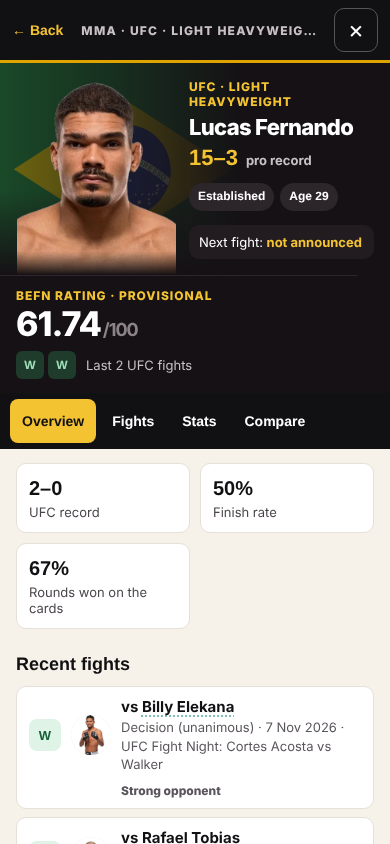 ← Back
MMA · UFC · LIGHT HEAVYWEIG...
✕
UFC · LIGHT
HEAVYWEIGHT
Lucas Fernando
15–3 pro record
Established
Age 29
Next fight: not announced
BEFN RATING · PROVISIONAL
61.74/100
W W Last 2 UFC fights
Overview Fights Stats Compare
2–0
UFC record
50%
Finish rate
67%
Rounds won on the
cards
Recent fights
W
vs Billy Elekana
Decision (unanimous) · 7 Nov 2026 ·
UFC Fight Night: Cortes Acosta vs
Walker
Strong opponent
vs Rafael Tobias